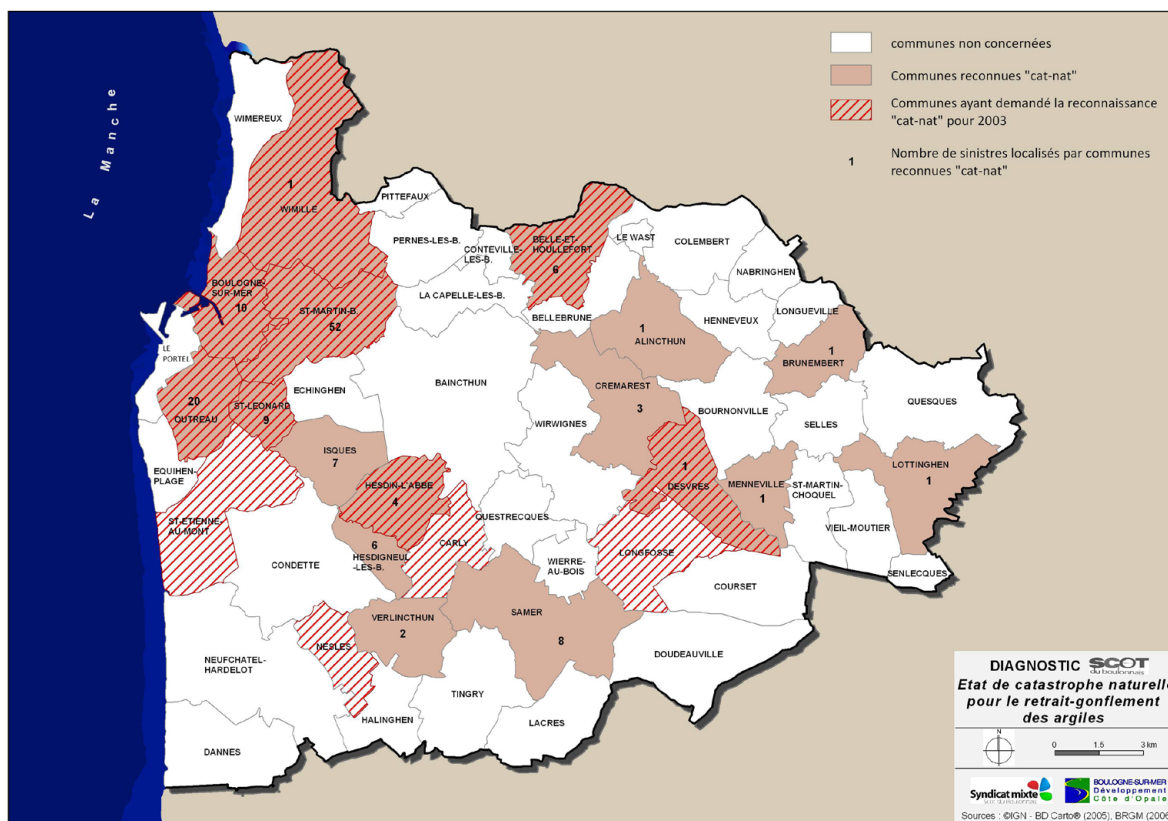 La Manche
communes non concernées
Communes reconnues "cat-nat"
Communes ayant demandé la reconnaissance
"cat-nat" pour 2003
1
Nombre de sinistres localisés par communes
reconnues "cat-nat"
WIMEREUX
1
WIMILLE
PITTEFAUX
PERNES-LES-B.
CONTEVILLE-
LES-B.
BELLE-ET-
HOULLEFORT
6
LE WAST
COLEMBERT
NABRINGHEN
BOULOGNE-
SUR-MER
10
ST-MARTIN-B.
52
LA CAPELLE-LES-B.
BELLEBRUNE
1
ALINCTHUN
HENNEVEUX
LONGUEVILLE
1
BRUNEMBERT
LE
PORTEL
ECHINGHEN
BAINCTHUN
CREMAREST
3
WIRWIGNES
BOURNONVILLE
SELLES
QUESQUES
20
OUTREAU
ST-LEONARD
9
ISQUES
7
EQUIHEN-
PLAGE
HESDIN-L'ABBE
4
1
DESVRES
MENNEVILLE
1
ST-MARTIN-
CHOQUEL
LOTTINGHEN
1
ST-ETIENNE-
AU-MONT
QUESTRECQUES
VIEIL-MOUTIER
6
HESDIGNEUL
-LES-B.
CARLY
WIERRE-
AU-BOIS
LONGFOSSE
CONDETTE
COURSET
SENLECQUES
VERLINCTHUN
2
SAMER
8
NESLES
NEUFCHATEL-
HARDELOT
DOUDEAUVILLE
TINGRY
HALINGHEN
LACRES
DANNES
DIAGNOSTIC SCOT
du boulonnais
Etat de catastrophe naturelle
pour le retrait-gonflement
des argiles
0 1.5 3 km
Syndicat mixte
BOULOGNE-SUR-MER
Développement
Côte d'Opale
Sources : ©IGN - BD Carto® (2005), BRGM (2006